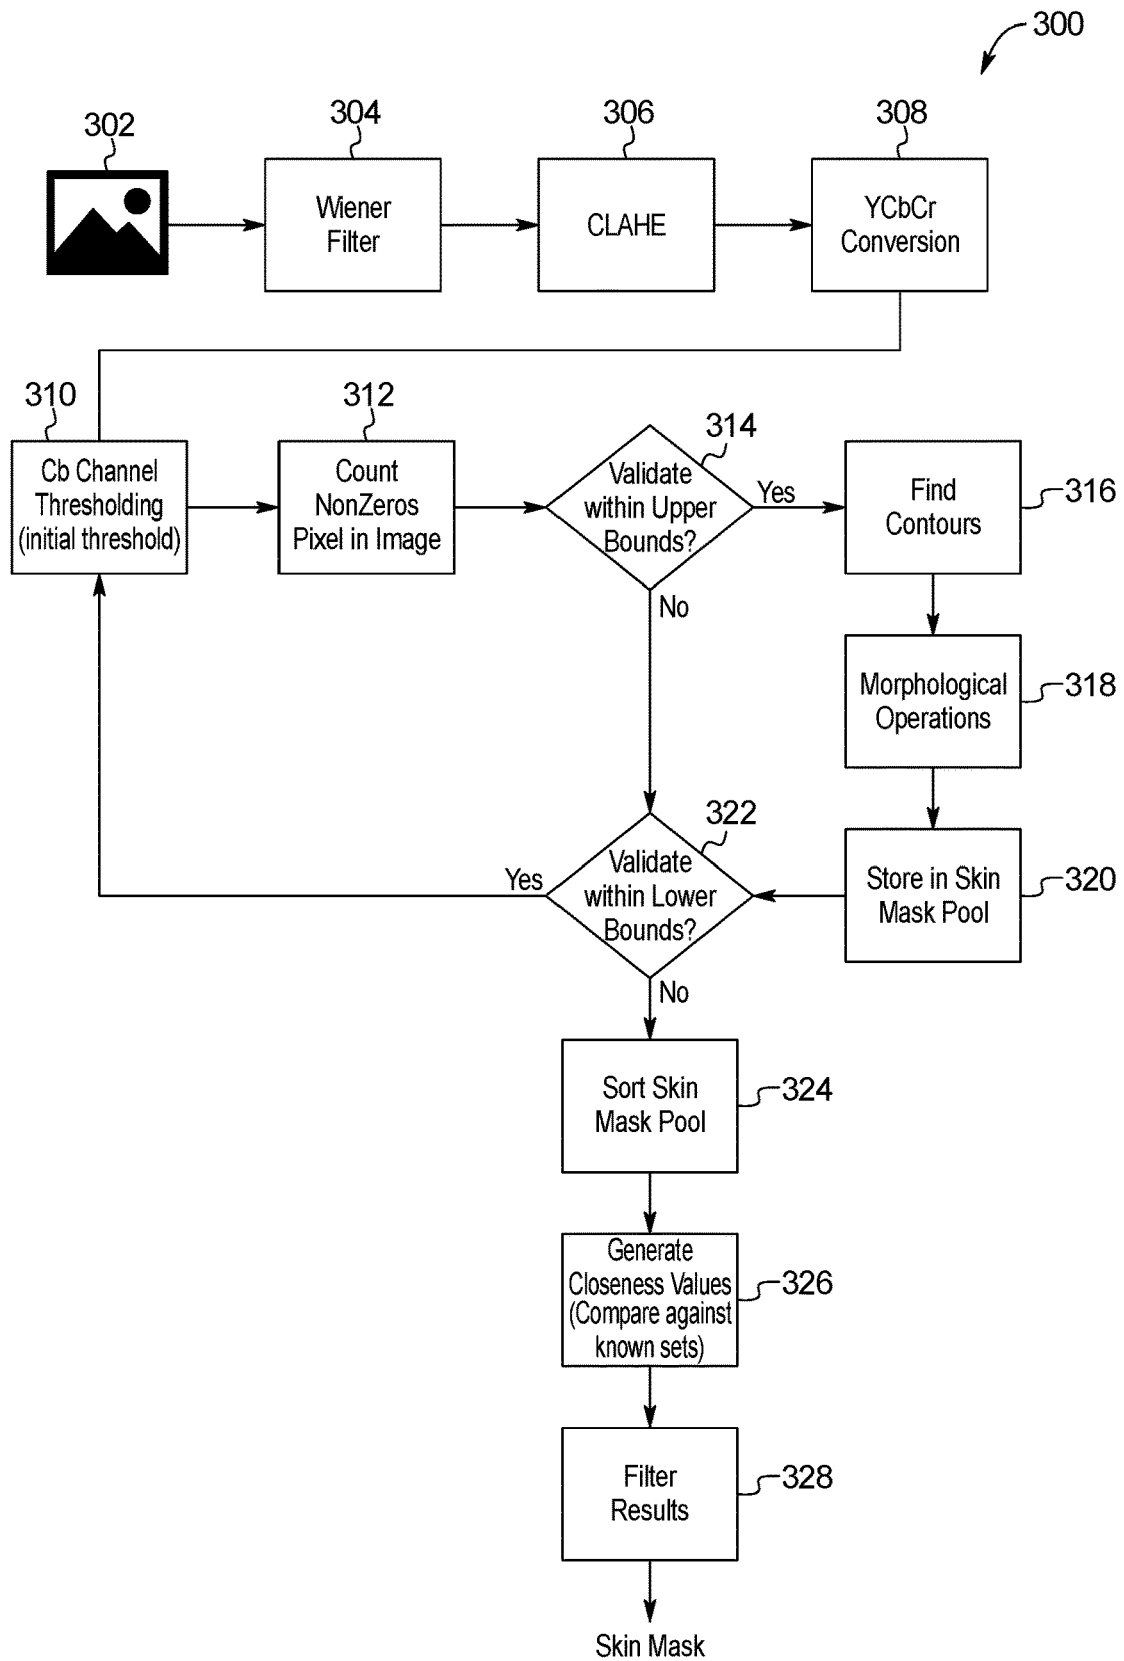 300
302
304
306
308
Wiener
Filter
CLAHE
YCbCr
Conversion
310
312
314
Cb Channel
Thresholding
(initial threshold)
Count
NonZeros
Pixel in Image
Validate
within Upper
Bounds?
Yes
No
Find
Contours
316
Morphological
Operations
318
322
Validate
within Lower
Bounds?
Yes
No
Store in Skin
Mask Pool
320
Sort Skin
Mask Pool
324
Generate
Closeness Values
(Compare against
known sets)
326
Filter
Results
328
Skin Mask